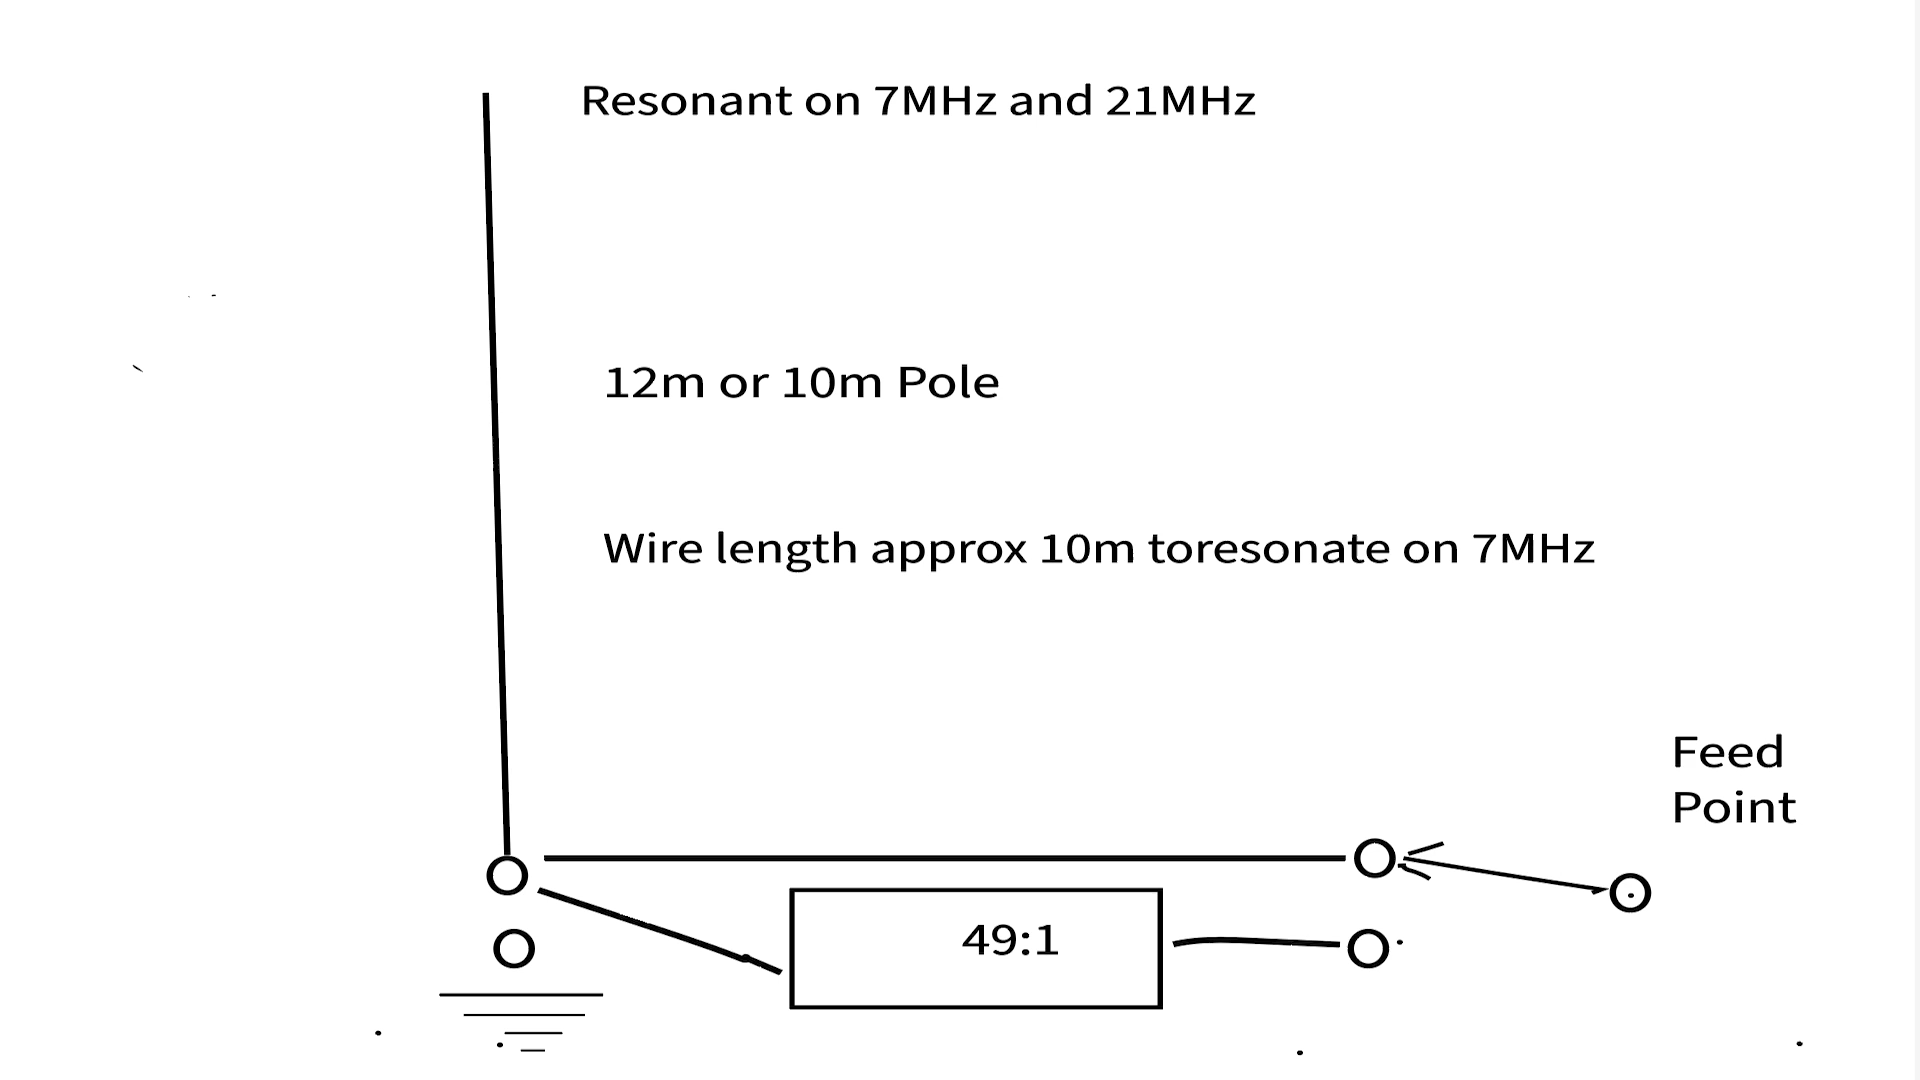 Resonant on 7MHz and 21MHz
12m or 10m Pole
Wire length approx 10m toresonate on 7MHz
Feed
Point
49:1